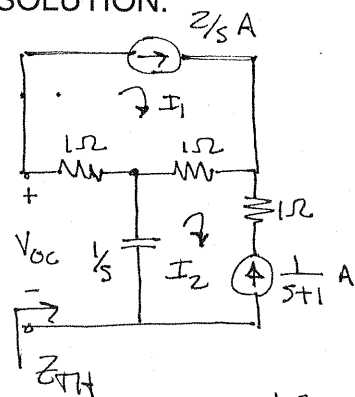 SOLUTION:
2/s A
I1
1Ω 1Ω
+
1Ω
Voc 1/s I2 1/s+1 A
-
ZTH